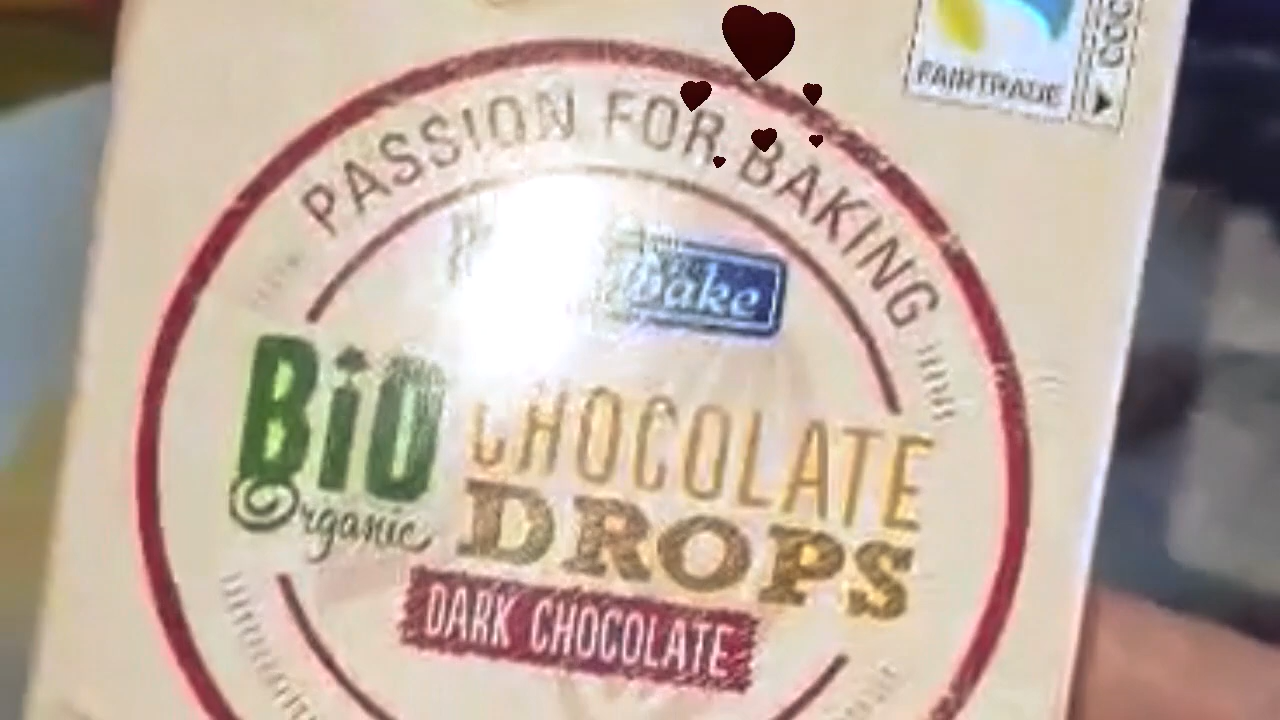 FAIRTRADE
PASSION FOR BAKING
Bake
BiO
Organic
CHOCOLATE
DROPS
DARK CHOCOLATE